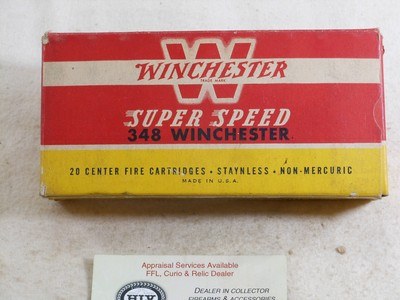 W
WINCHESTER
TRADE MARK
SUPER SPEED
348 WINCHESTER
20 CENTER FIRE CARTRIDGES • STAYNLESS • NON-MERCURIC
MADE IN U.S.A.
Appraisal Services Available
FFL, Curio & Relic Dealer
DEALER IN COLLECTOR
FIREARMS & ACCESSORIES